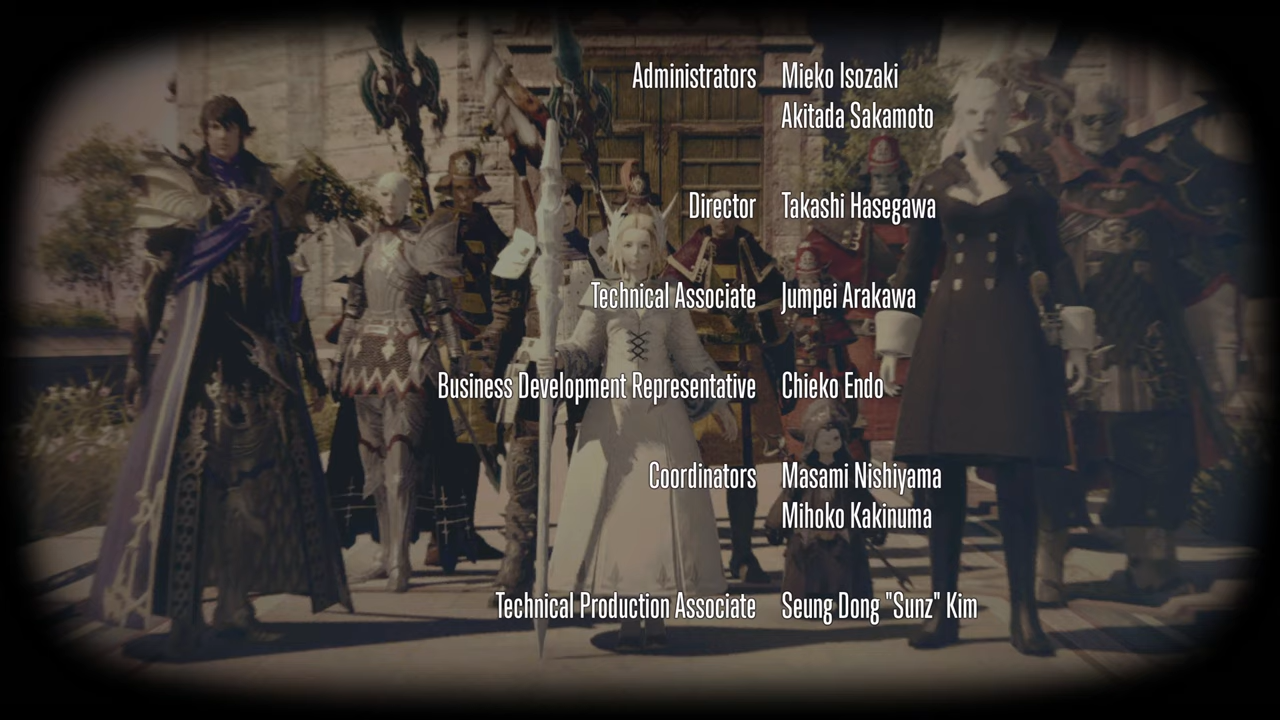 Administrators Mieko Isozaki
Akitada Sakamoto
Director Takashi Hasegawa
Technical Associate Jumpei Arakawa
Business Development Representative Chieko Endo
Coordinators Masami Nishiyama
Mihoko Kakinuma
Technical Production Associate Seung Dong "Sunz" Kim